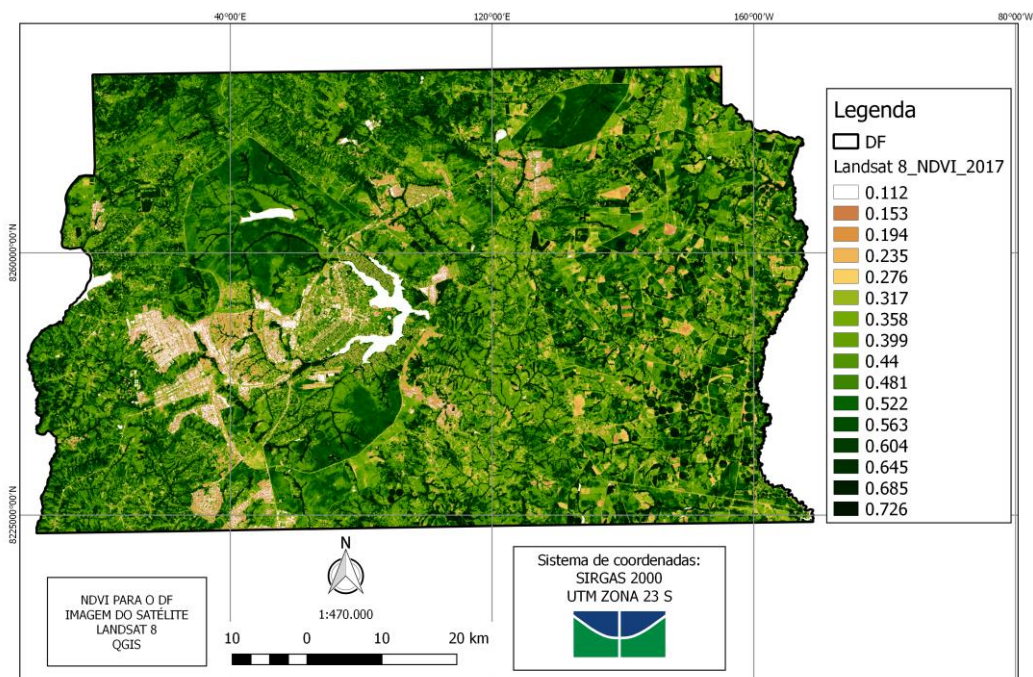 40°00'E
120°00'E
160°00'W
80°00'W
8260000°00'N
8225000°00'N
Legenda
DF
Landsat 8_NDVI_2017
0.112
0.153
0.194
0.235
0.276
0.317
0.358
0.399
0.44
0.481
0.522
0.563
0.604
0.645
0.685
0.726
NDVI PARA O DF
IMAGEM DO SATÉLITE
LANDSAT 8
QGIS
N
1:470.000
10 0 10 20 km
Sistema de coordenadas:
SIRGAS 2000
UTM ZONA 23 S